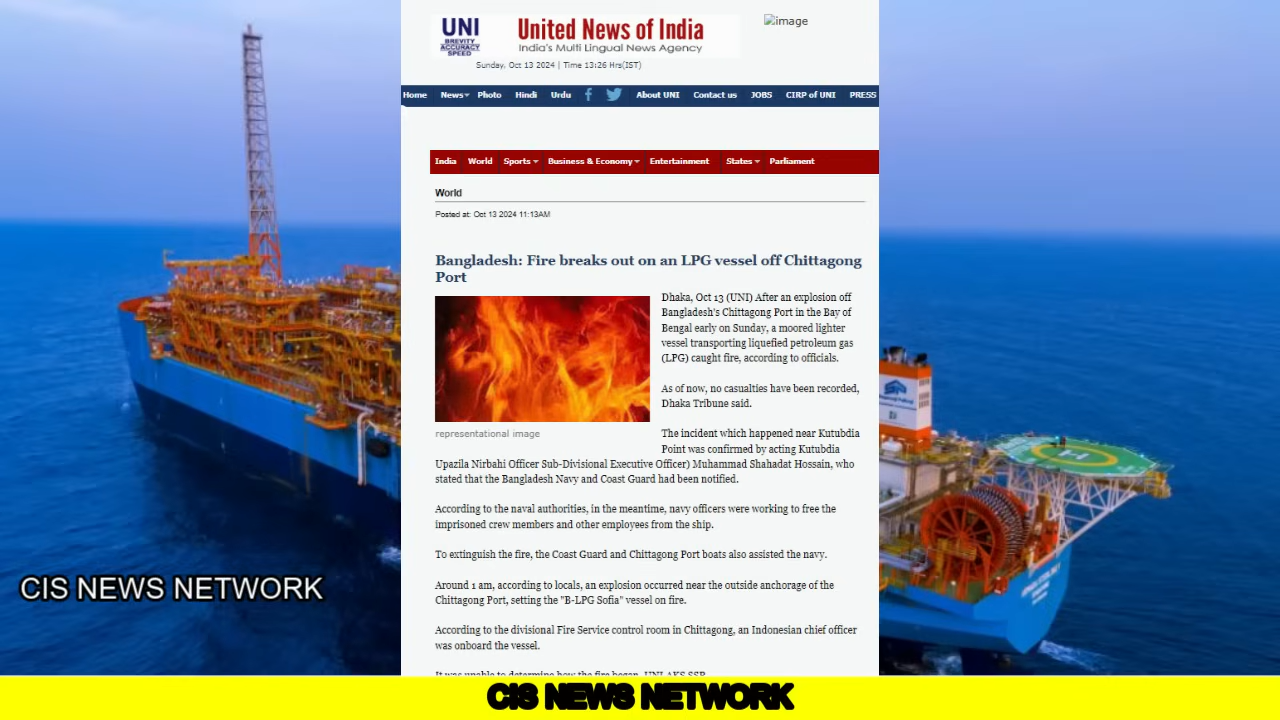 UNI
BREVITY
ACCURACY
SPEED
United News of India
India's Multi Lingual News Agency
image
Sunday, Oct 13 2024 | Time 13:26 Hrs(IST)
Home News Photo Hindi Urdu About UNI Contact us JOBS CIRP of UNI PRESS
India World Sports Business & Economy Entertainment States Parliament
World
Posted at: Oct 13 2024 11:13AM
Bangladesh: Fire breaks out on an LPG vessel off Chittagong
Port
Dhaka, Oct 13 (UNI) After an explosion off
Bangladesh's Chittagong Port in the Bay of
Bengal early on Sunday, a moored lighter
vessel transporting liquefied petroleum gas
(LPG) caught fire, according to officials.
As of now, no casualties have been recorded,
Dhaka Tribune said.
representational image
The incident which happened near Kutubdia
Point was confirmed by acting Kutubdia
Upazila Nirbahi Officer Sub-Divisional Executive Officer) Muhammad Shahadat Hossain, who
stated that the Bangladesh Navy and Coast Guard had been notified.
According to the naval authorities, in the meantime, navy officers were working to free the
imprisoned crew members and other employees from the ship.
To extinguish the fire, the Coast Guard and Chittagong Port boats also assisted the navy.
Around 1 am, according to locals, an explosion occurred near the outside anchorage of the
Chittagong Port, setting the "B-LPG Sofia" vessel on fire.
According to the divisional Fire Service control room in Chittagong, an Indonesian chief officer
was onboard the vessel.
It was unable to determine how the fire began. UNI AKS SSP
H
CIS NEWS NETWORK
CIS NEWS NETWORK